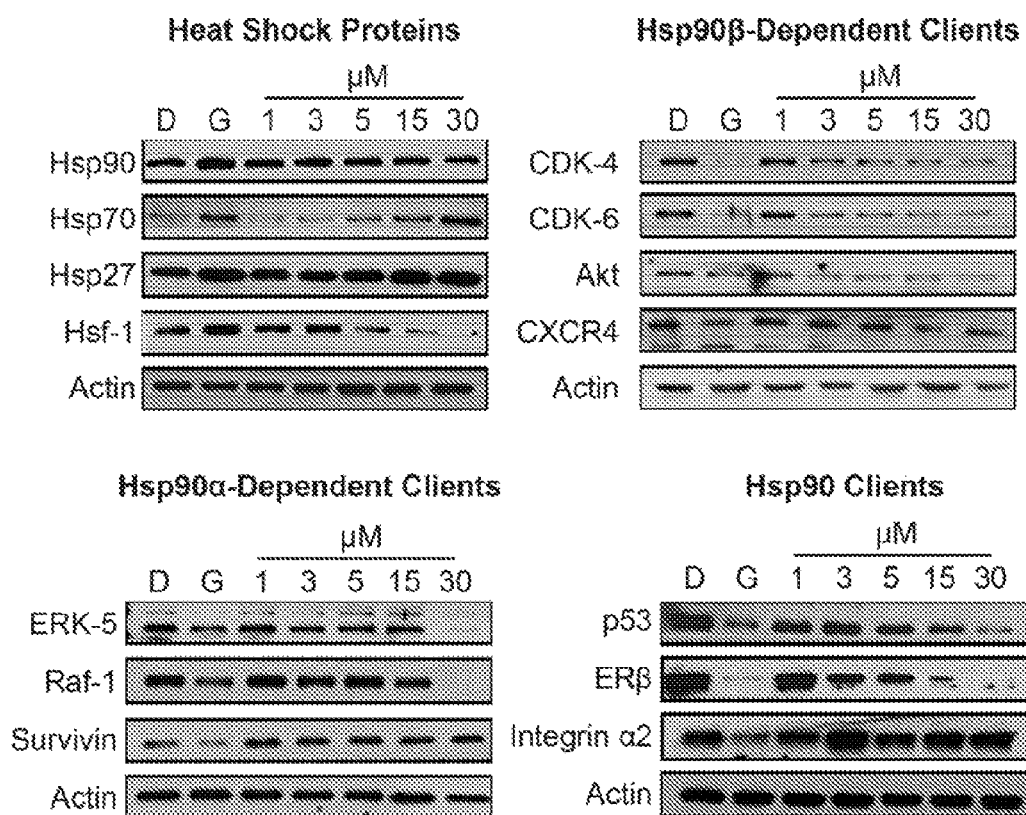 Heat Shock Proteins
µM
D G 1 3 5 15 30
Hsp90
Hsp70
Hsp27
Hsf-1
Actin
Hsp90β-Dependent Clients
µM
D G 1 3 5 15 30
CDK-4
CDK-6
Akt
CXCR4
Actin
Hsp90α-Dependent Clients
µM
D G 1 3 5 15 30
ERK-5
Raf-1
Survivin
Actin
Hsp90 Clients
µM
D G 1 3 5 15 30
p53
ERβ
Integrin α2
Actin